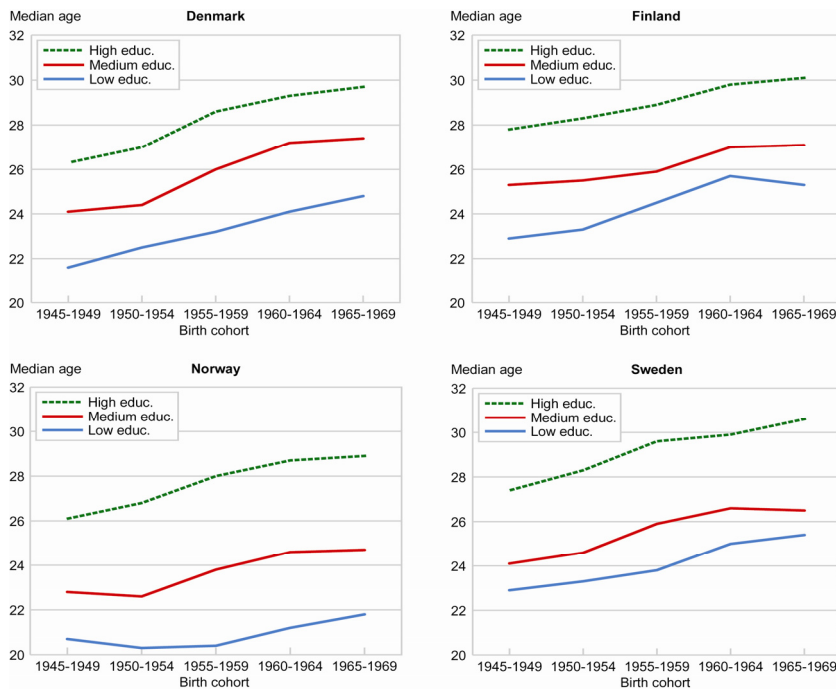 Median age
Denmark
High educ.
Medium educ.
Low educ.
32
30
28
26
24
22
20
1945-1949 1950-1954 1955-1959 1960-1964 1965-1969
Birth cohort
Median age
Finland
High educ.
Medium educ.
Low educ.
32
30
28
26
24
22
20
1945-1949 1950-1954 1955-1959 1960-1964 1965-1969
Birth cohort
Median age
Norway
High educ.
Medium educ.
Low educ.
32
30
28
26
24
22
20
1945-1949 1950-1954 1955-1959 1960-1964 1965-1969
Birth cohort
Median age
Sweden
High educ.
Medium educ.
Low educ.
32
30
28
26
24
22
20
1945-1949 1950-1954 1955-1959 1960-1964 1965-1969
Birth cohort